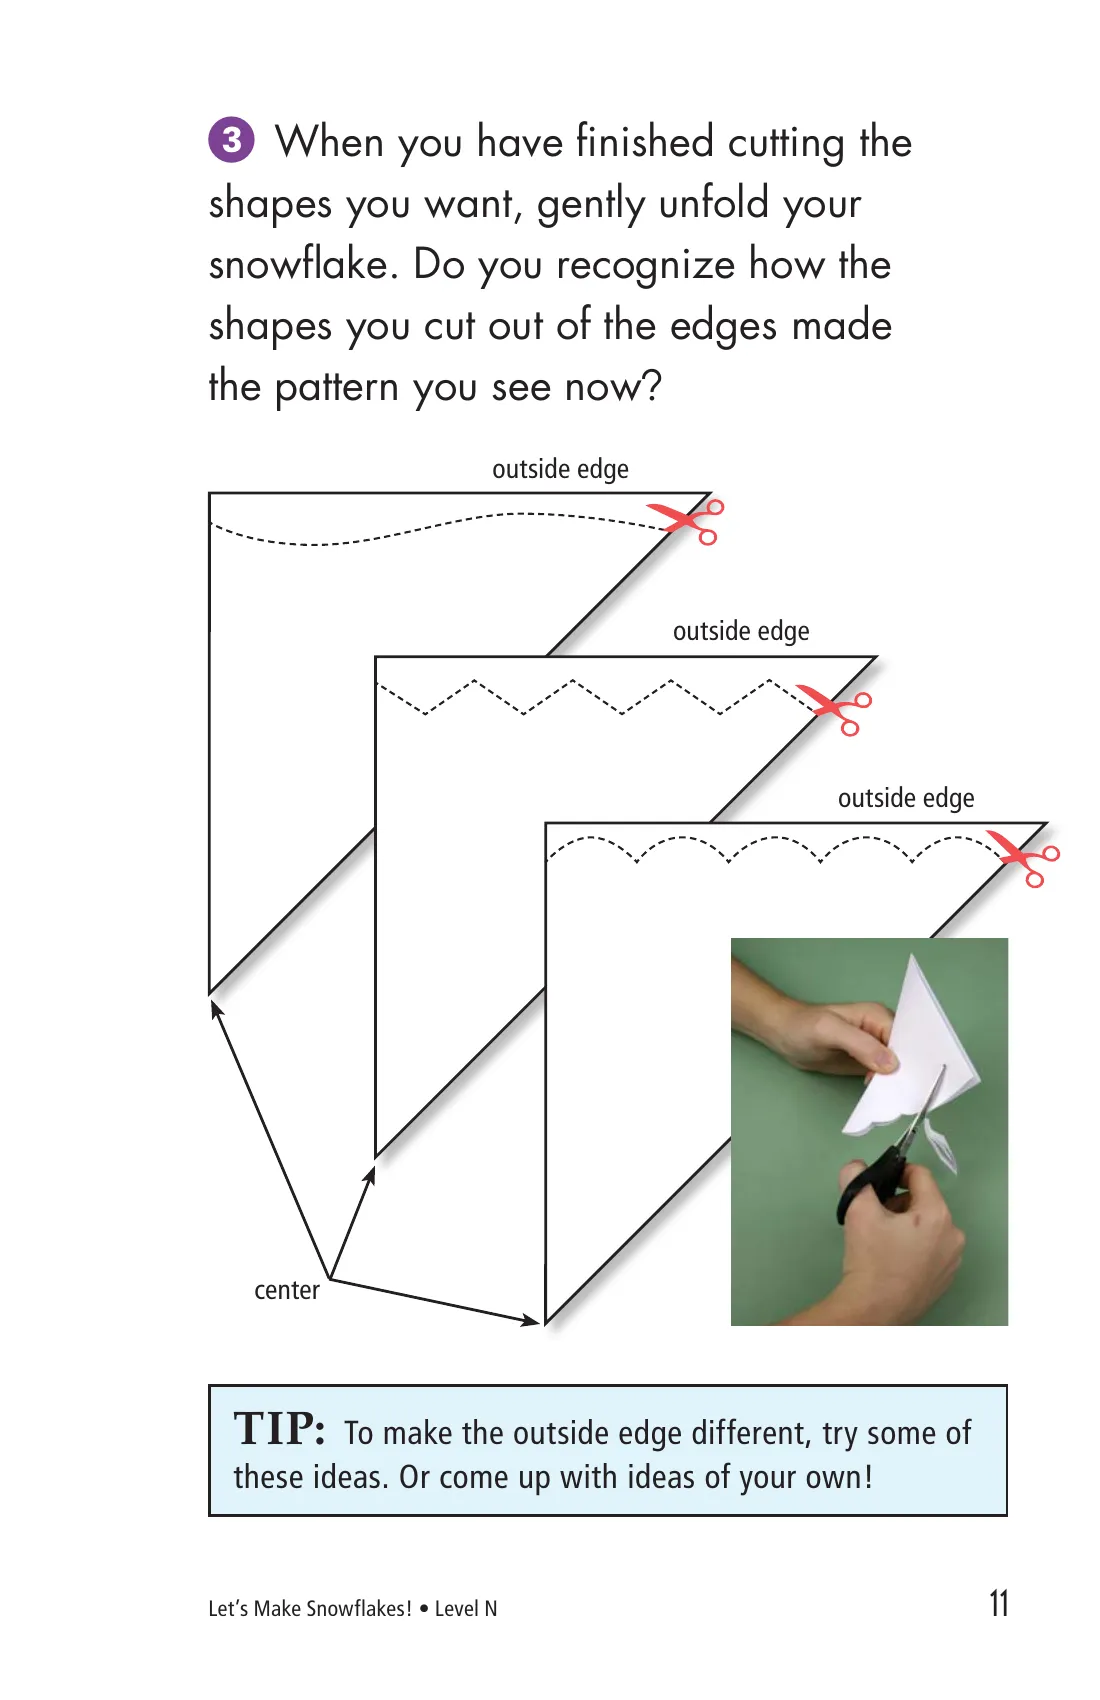 3 When you have finished cutting the
shapes you want, gently unfold your
snowflake. Do you recognize how the
shapes you cut out of the edges made
the pattern you see now?
outside edge
outside edge
outside edge
center
TIP: To make the outside edge different, try some of
these ideas. Or come up with ideas of your own!
Let's Make Snowflakes! • Level N
11